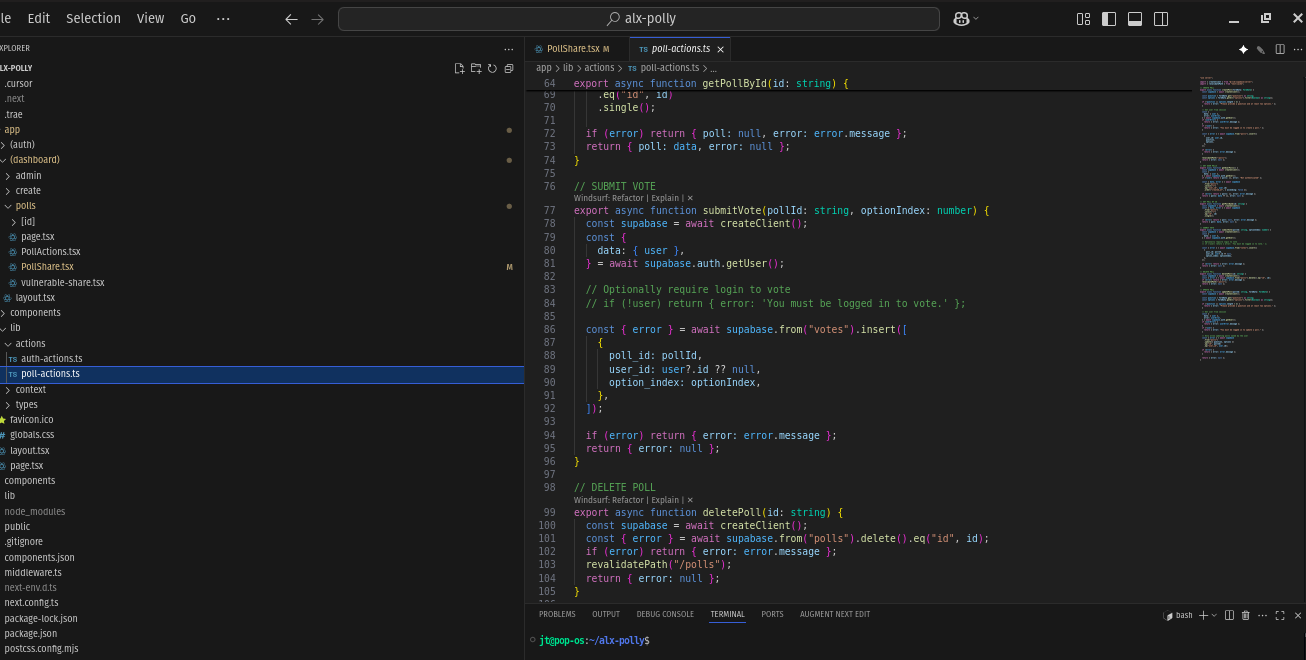 le Edit Selection View Go ··· alx-polly
XPLORER ···
LX-POLLY
.cursor
.next
.trae
app
(auth)
(dashboard)
admin
create
polls
[id]
page.tsx
PollActions.tsx
PollShare.tsx M
vulnerable-share.tsx
layout.tsx
components
lib
actions
TS auth-actions.ts
TS poll-actions.ts
context
types
favicon.ico
# globals.css
layout.tsx
page.tsx
components
lib
node_modules
public
.gitignore
components.json
middleware.ts
next-env.d.ts
next.config.ts
package-lock.json
package.json
postcss.config.mjs
PollShare.tsx M TS poll-actions.ts ×
app > lib > actions > TS poll-actions.ts > ...
64 export async function getPollById(id: string) {
69 .eq("id", id)
70 .single();
71
72 if (error) return { poll: null, error: error.message };
73 return { poll: data, error: null };
74 }
75
76 // SUBMIT VOTE
Windsurf: Refactor | Explain | ×
77 export async function submitVote(pollId: string, optionIndex: number) {
78 const supabase = await createClient();
79 const {
80 data: { user },
81 } = await supabase.auth.getUser();
82
83 // Optionally require login to vote
84 // if (!user) return { error: 'You must be logged in to vote.' };
85
86 const { error } = await supabase.from("votes").insert([
87 {
88 poll_id: pollId,
89 user_id: user?.id ?? null,
90 option_index: optionIndex,
91 },
92 ]);
93
94 if (error) return { error: error.message };
95 return { error: null };
96 }
97
98 // DELETE POLL
Windsurf: Refactor | Explain | ×
99 export async function deletePoll(id: string) {
100 const supabase = await createClient();
101 const { error } = await supabase.from("polls").delete().eq("id", id);
102 if (error) return { error: error.message };
103 revalidatePath("/polls");
104 return { error: null };
105 }
PROBLEMS OUTPUT DEBUG CONSOLE TERMINAL PORTS AUGMENT NEXT EDIT bash
jt@pop-os:~/alx-polly$